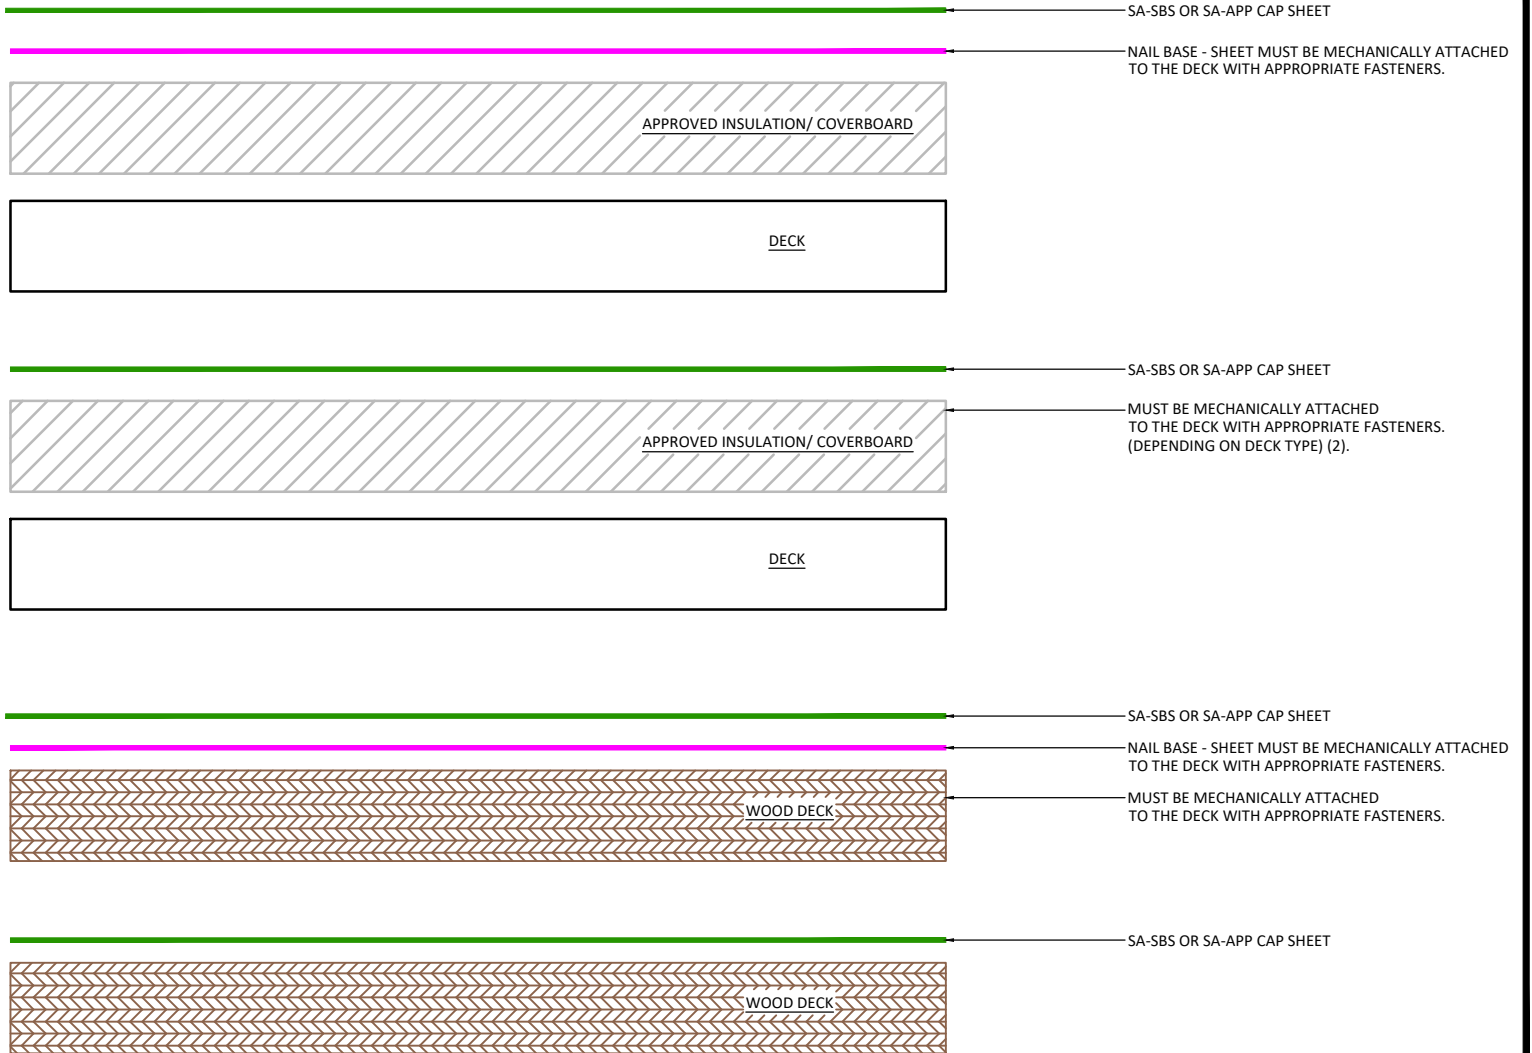 SA-SBS OR SA-APP CAP SHEET
NAIL BASE - SHEET MUST BE MECHANICALLY ATTACHED
TO THE DECK WITH APPROPRIATE FASTENERS.
APPROVED INSULATION/ COVERBOARD
DECK
SA-SBS OR SA-APP CAP SHEET
MUST BE MECHANICALLY ATTACHED
TO THE DECK WITH APPROPRIATE FASTENERS.
(DEPENDING ON DECK TYPE) (2).
APPROVED INSULATION/ COVERBOARD
DECK
SA-SBS OR SA-APP CAP SHEET
NAIL BASE - SHEET MUST BE MECHANICALLY ATTACHED
TO THE DECK WITH APPROPRIATE FASTENERS.
MUST BE MECHANICALLY ATTACHED
TO THE DECK WITH APPROPRIATE FASTENERS.
WOOD DECK
SA-SBS OR SA-APP CAP SHEET
WOOD DECK